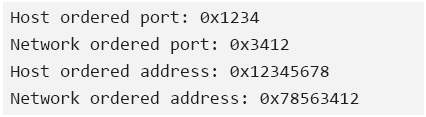 Host ordered port: 0x1234
Network ordered port: 0x3412
Host ordered address: 0x12345678
Network ordered address: 0x78563412